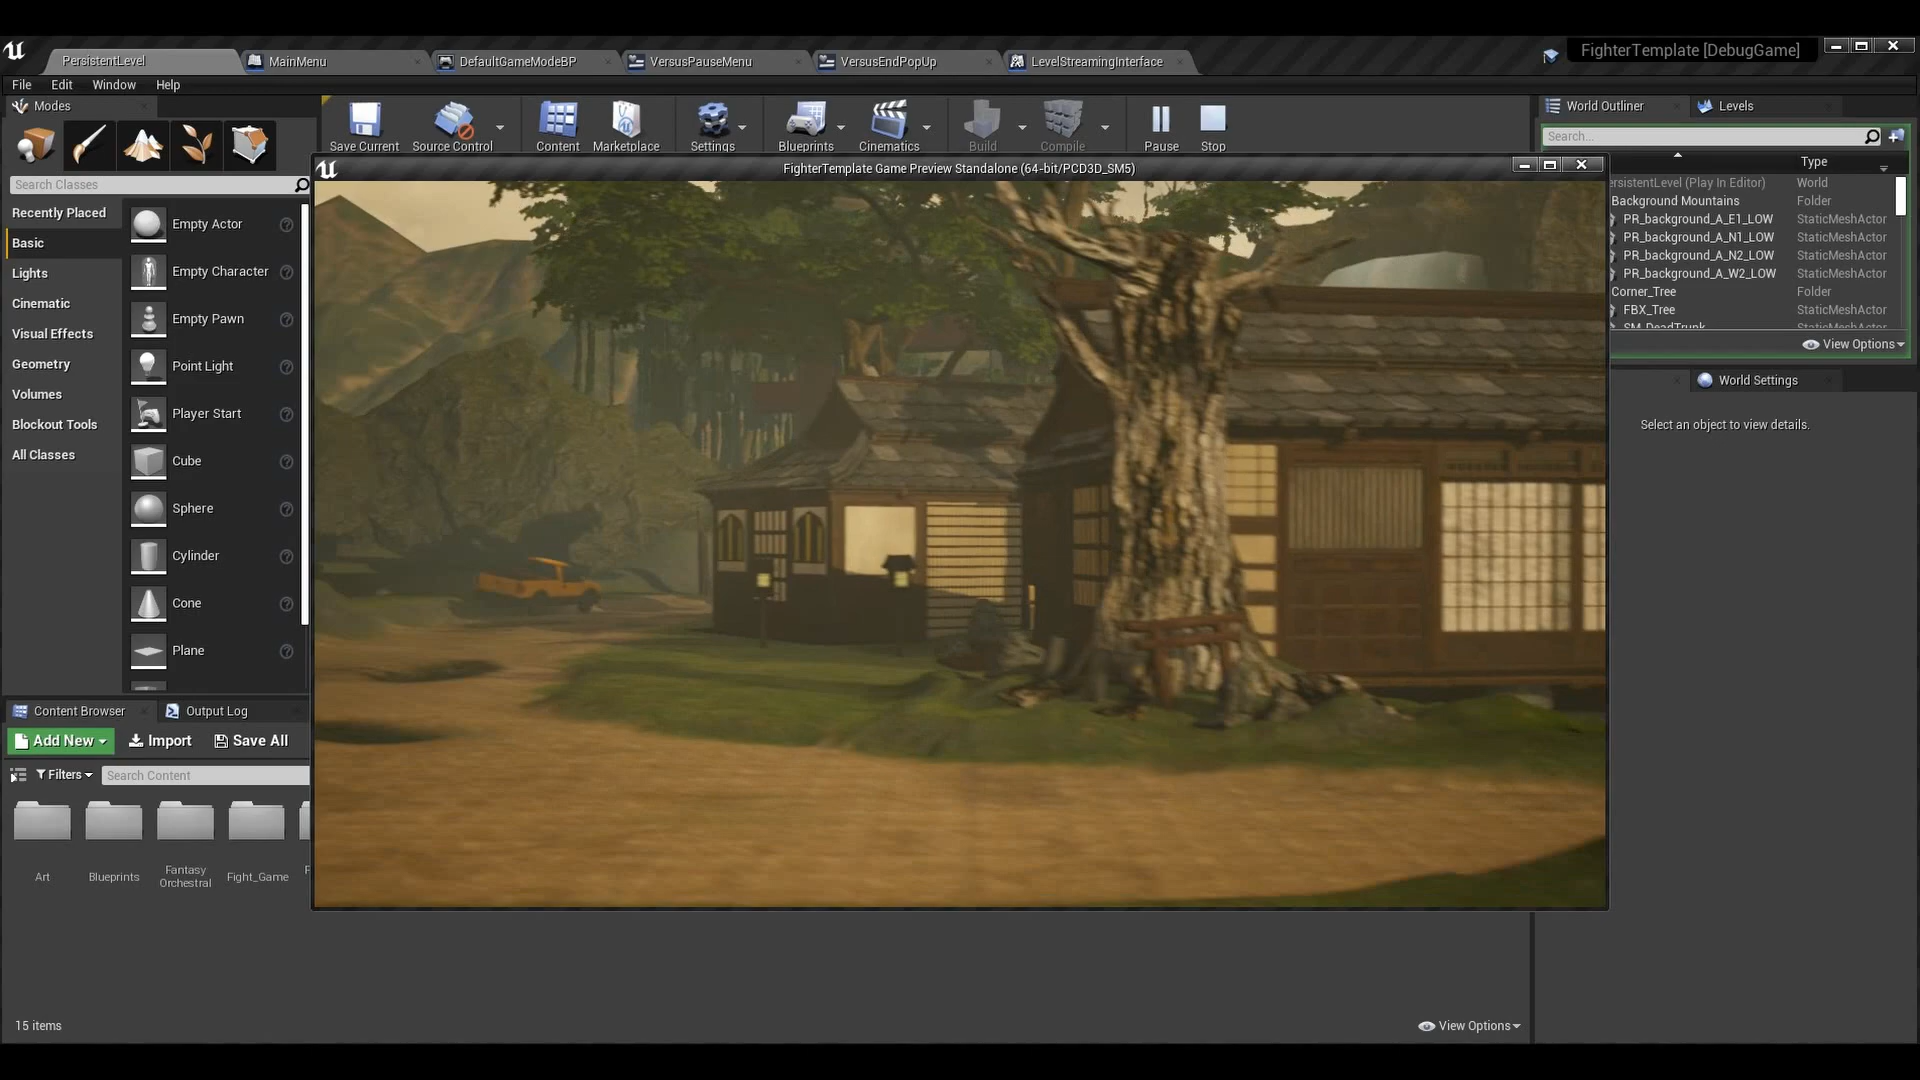 PersistentLevel
MainMenu
DefaultGameModeBP
VersusPauseMenu
VersusEndPopUp
LevelStreamingInterface
FighterTemplate [DebugGame]
File Edit Window Help
Modes
Save Current
Source Control
Content
Marketplace
Settings
Blueprints
Cinematics
Build
Compile
Pause
Stop
World Outliner
Levels
Search...
Type
ersistentLevel (Play In Editor) World
Background Mountains Folder
PR_background_A_E1_LOW StaticMeshActor
PR_background_A_N1_LOW StaticMeshActor
PR_background_A_N2_LOW StaticMeshActor
PR_background_A_W2_LOW StaticMeshActor
Corner_Tree Folder
FBX_Tree StaticMeshActor
SM_DeadTrunk StaticMeshActor
View Options
World Settings
Select an object to view details.
FighterTemplate Game Preview Standalone (64-bit/PCD3D_SM5)
Search Classes
Recently Placed
Basic
Lights
Cinematic
Visual Effects
Geometry
Volumes
Blockout Tools
All Classes
Empty Actor
Empty Character
Empty Pawn
Point Light
Player Start
Cube
Sphere
Cylinder
Cone
Plane
Content Browser
Output Log
Add New
Import
Save All
Filters
Search Content
Art
Blueprints
Fantasy
Orchestral
Fight_Game
15 items
View Options